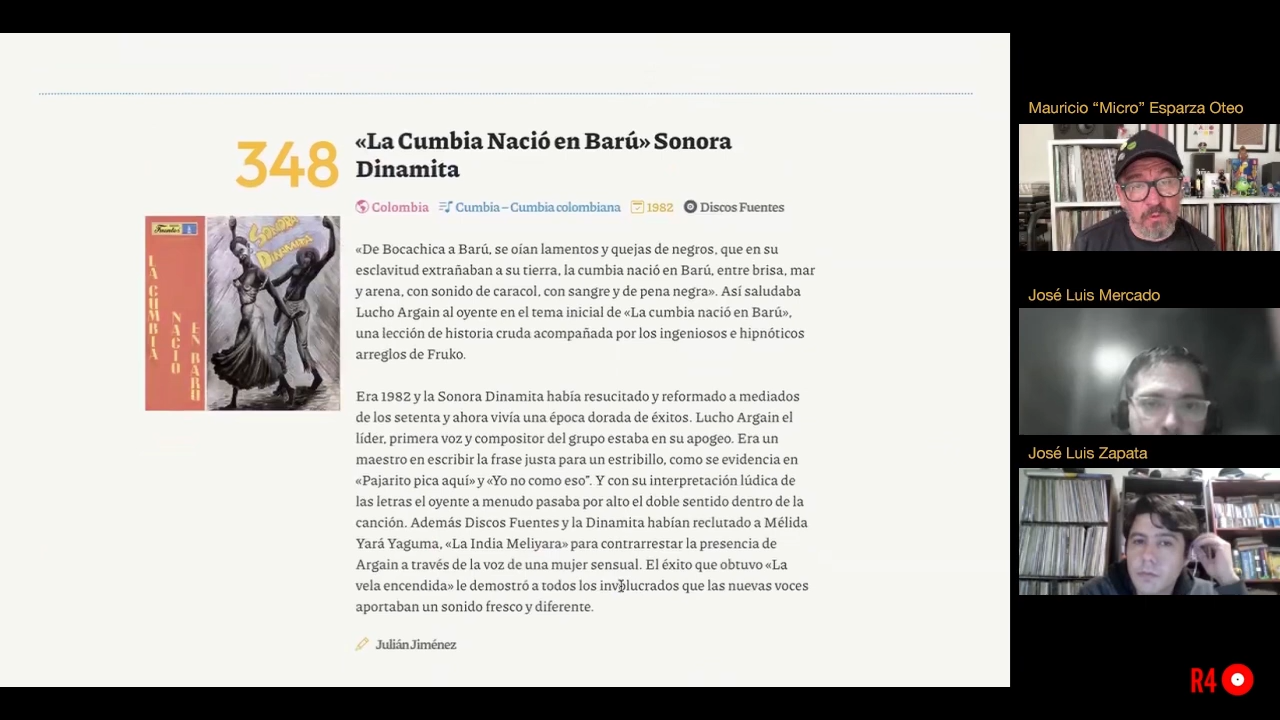 348
«La Cumbia Nació en Barú» Sonora
Dinamita
Colombia Cumbia – Cumbia colombiana 1982 Discos Fuentes
Fuentes
SONORA
DINAMITA
LA CUMBIA
NACIO
EN BARU
«De Bocachica a Barú, se oían lamentos y quejas de negros, que en su
esclavitud extrañaban a su tierra, la cumbia nació en Barú, entre brisa, mar
y arena, con sonido de caracol, con sangre y de pena negra». Así saludaba
Lucho Argain al oyente en el tema inicial de «La cumbia nació en Barú»,
una lección de historia cruda acompañada por los ingeniosos e hipnóticos
arreglos de Fruko.
Era 1982 y la Sonora Dinamita había resucitado y reformado a mediados
de los setenta y ahora vivía una época dorada de éxitos. Lucho Argain el
líder, primera voz y compositor del grupo estaba en su apogeo. Era un
maestro en escribir la frase justa para un estribillo, como se evidencia en
«Pajarito pica aquí» y «Yo no como eso". Y con su interpretación lúdica de
las letras el oyente a menudo pasaba por alto el doble sentido dentro de la
canción. Además Discos Fuentes y la Dinamita habían reclutado a Mélida
Yará Yaguma, «La India Meliyara» para contrarrestar la presencia de
Argain a través de la voz de una mujer sensual. El éxito que obtuvo «La
vela encendida» le demostró a todos los involucrados que las nuevas voces
aportaban un sonido fresco y diferente.
Julián Jiménez
Mauricio “Micro” Esparza Oteo
José Luis Mercado
José Luis Zapata
R4